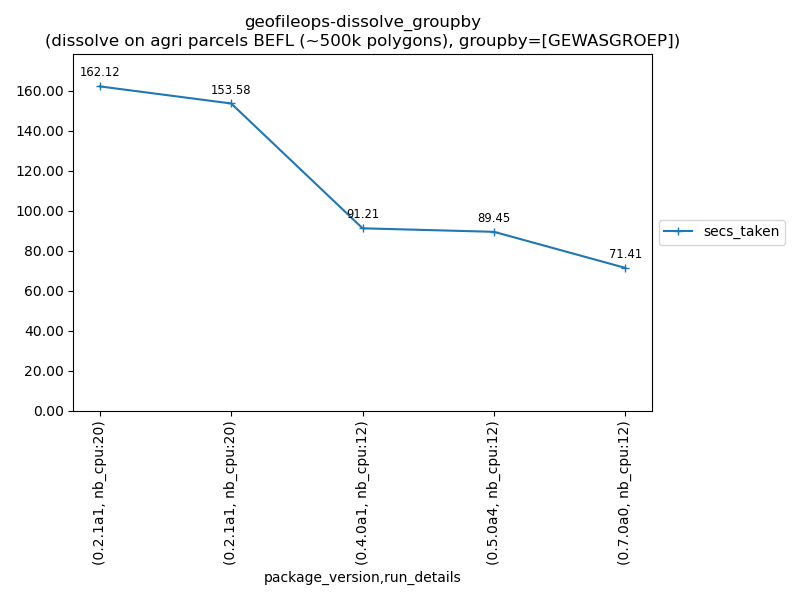 geofileops-dissolve_groupby
(dissolve on agri parcels BEFL (~500k polygons), groupby=[GEWASGROEP])
160.00
140.00
120.00
100.00
80.00
60.00
40.00
20.00
0.00
162.12
153.58
91.21
89.45
71.41
secs_taken
(0.2.1a1, nb_cpu:20)
(0.2.1a1, nb_cpu:20)
(0.4.0a1, nb_cpu:12)
(0.5.0a4, nb_cpu:12)
(0.7.0a0, nb_cpu:12)
package_version,run_details